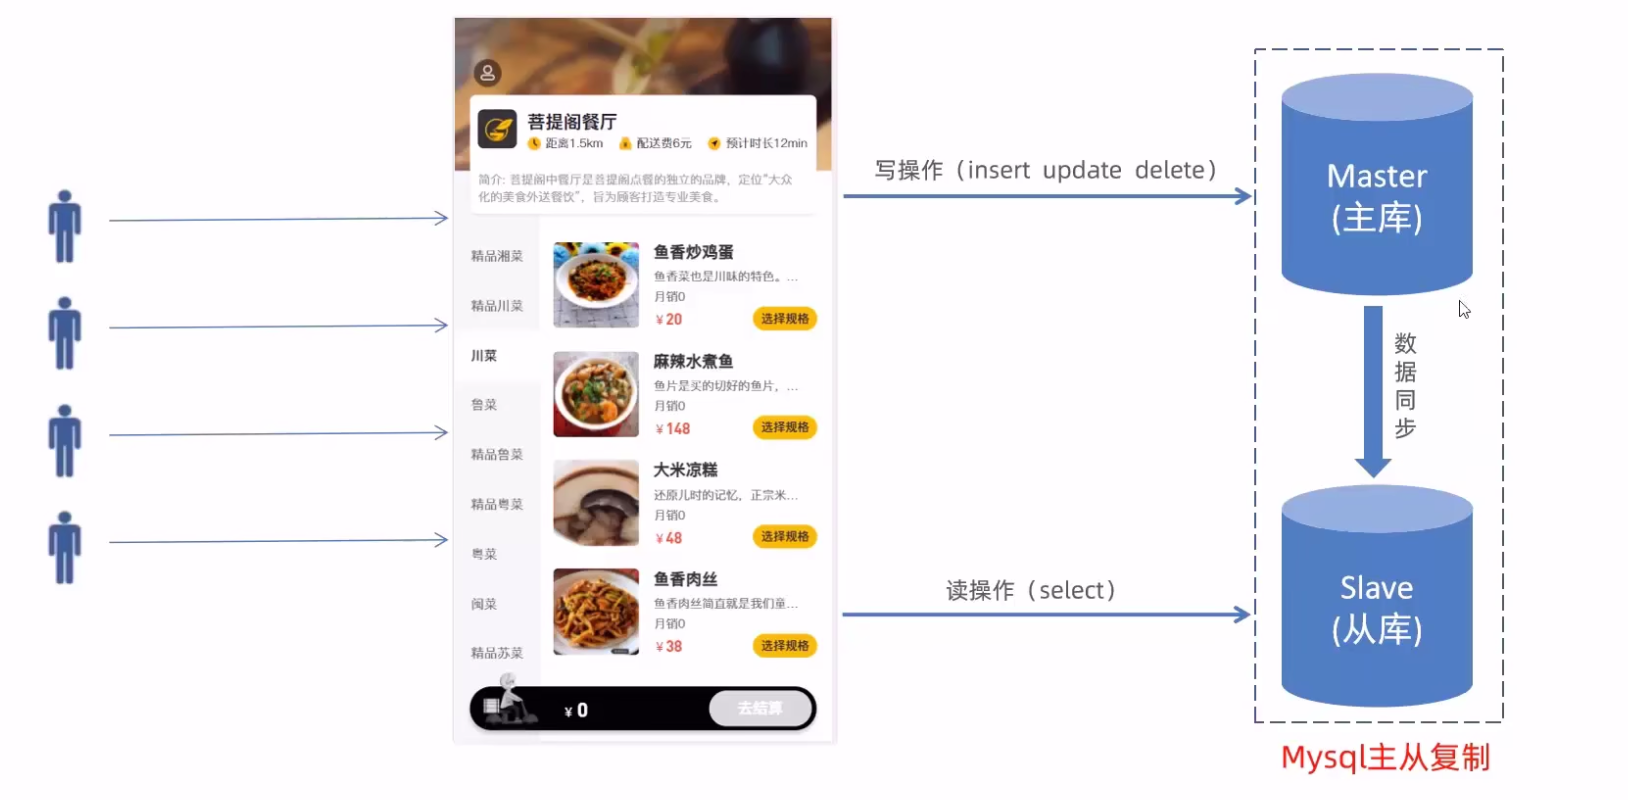 菩提阁餐厅
距离1.5km 配送费6元 预计时长12min
简介: 菩提阁中餐厅是菩提阁点餐的独立的品牌，定位“大众
化的美食外送餐饮”，旨为顾客打造专业美食。
精品湘菜
精品川菜
川菜
鲁菜
精品鲁菜
精品粤菜
粤菜
闽菜
精品苏菜
鱼香炒鸡蛋
鱼香菜也是川味的特色。...
月销0
¥20
选择规格
麻辣水煮鱼
鱼片是买的切好的鱼片，...
月销0
¥148
选择规格
大米凉糕
还原儿时的记忆，正宗米...
月销0
¥48
选择规格
鱼香肉丝
鱼香肉丝简直就是我们童...
月销0
¥38
选择规格
¥0
去结算
写操作（insert update delete）
读操作（select）
Master
(主库)
数
据
同
步
Slave
(从库)
Mysql主从复制